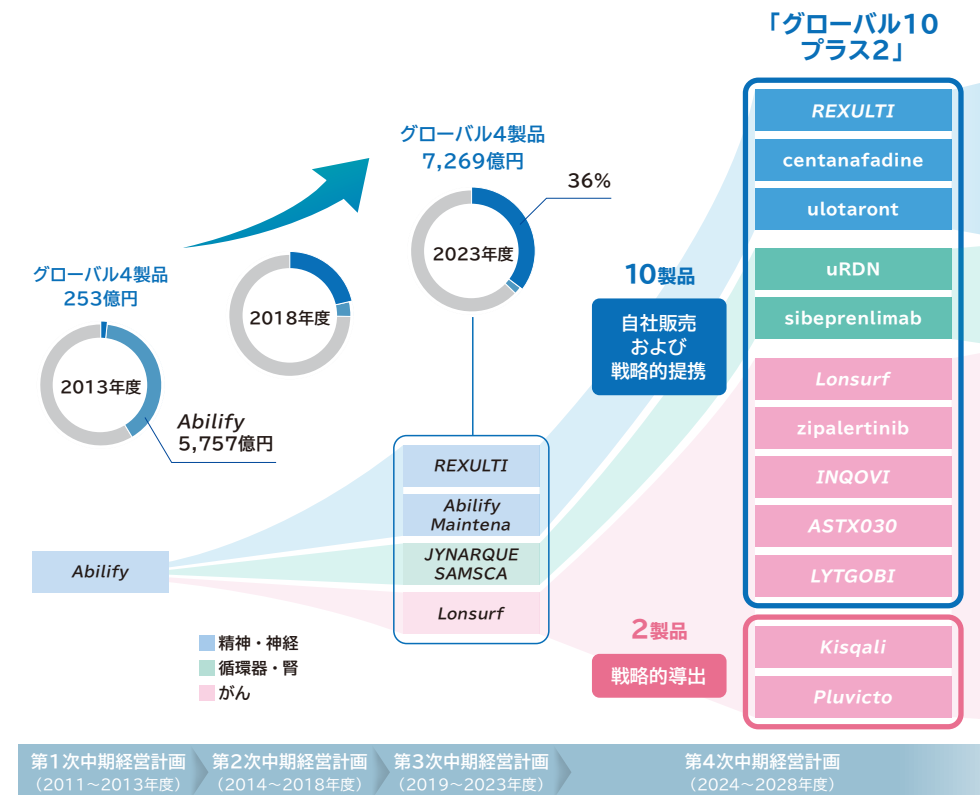 「グローバル10
プラス2」
グローバル4製品
253億円
2013年度
Abilify
5,757億円
2018年度
グローバル4製品
7,269億円
36%
2023年度
Abilify
REXULTI
Abilify
Maintena
JYNARQUE
SAMSCA
Lonsurf
精神・神経
循環器・腎
がん
10製品
自社販売
および
戦略的提携
2製品
戦略的導出
REXULTI
centanafadine
ulotaront
uRDN
sibeprenlimab
Lonsurf
zipalertinib
INQOVI
ASTX030
LYTGOBI
Kisqali
Pluvicto
第1次中期経営計画
（2011～2013年度）
第2次中期経営計画
（2014～2018年度）
第3次中期経営計画
（2019～2023年度）
第4次中期経営計画
（2024～2028年度）